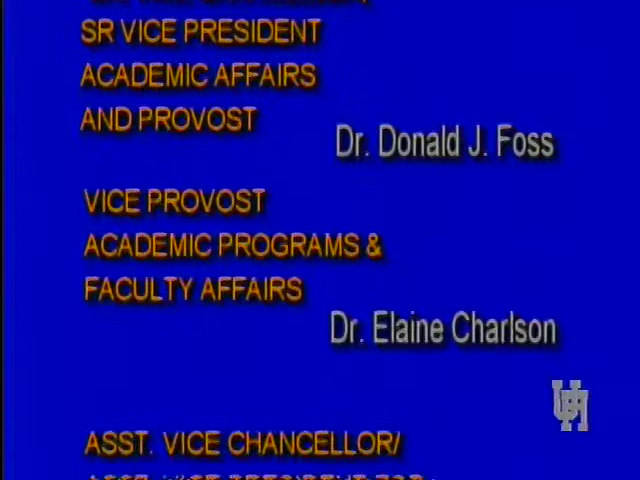 SR VICE PRESIDENT
ACADEMIC AFFAIRS
AND PROVOST
Dr. Donald J. Foss
VICE PROVOST
ACADEMIC PROGRAMS &
FACULTY AFFAIRS
Dr. Elaine Charlson
UH
ASST. VICE CHANCELLOR/